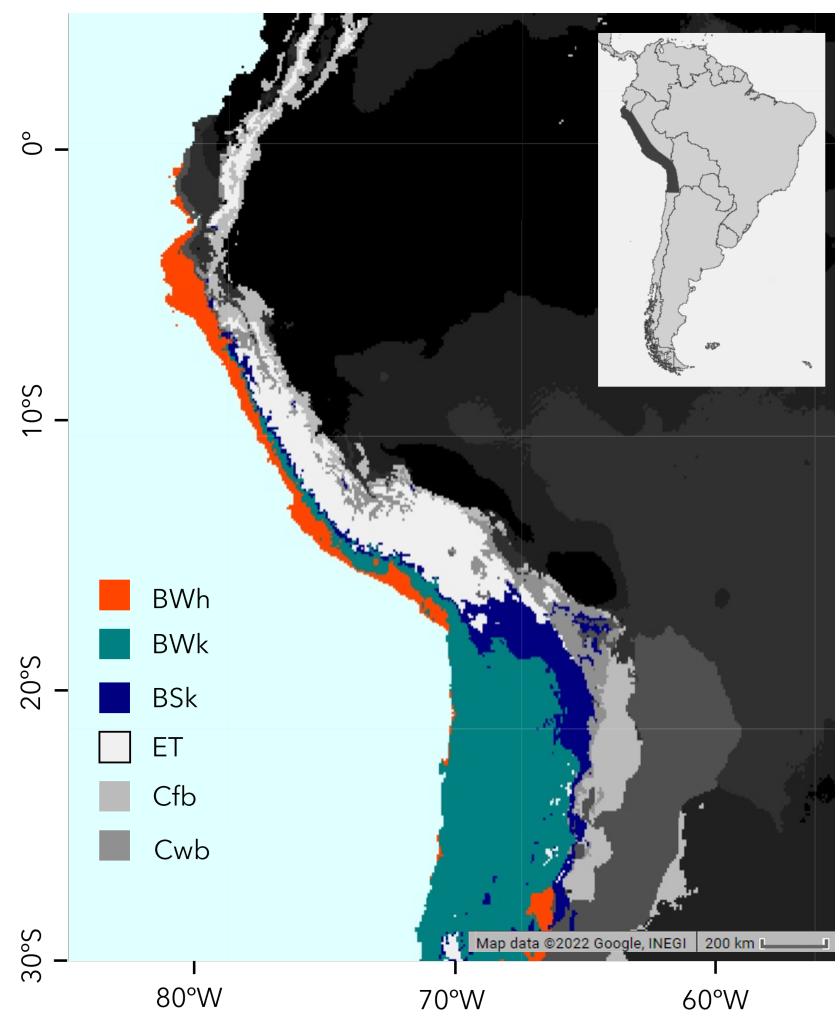 0°
10°S
20°S
30°S
BWh
BWk
BSk
ET
Cfb
Cwb
Map data ©2022 Google, INEGI
200 km
80°W
70°W
60°W